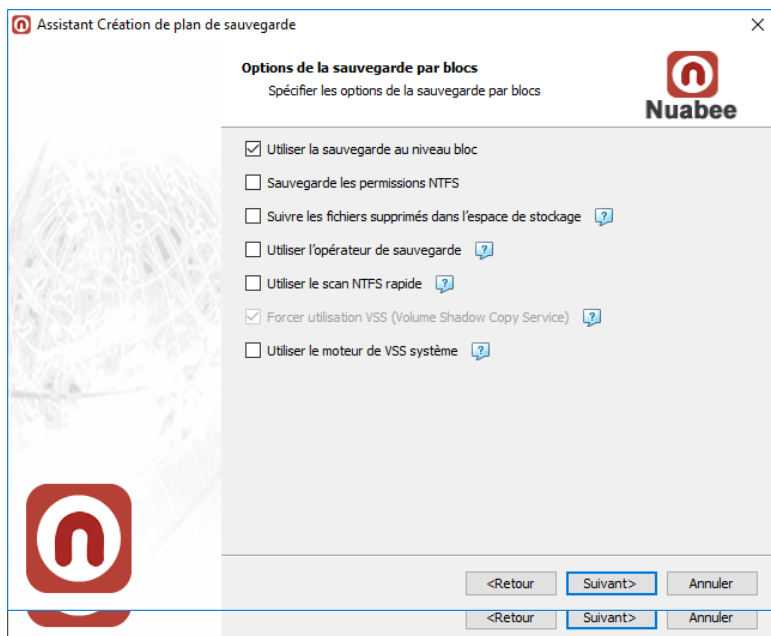 Assistant Création de plan de sauvegarde
Options de la sauvegarde par blocs
Spécifier les options de la sauvegarde par blocs
Nuabee
Utiliser la sauvegarde au niveau bloc
Sauvegarde les permissions NTFS
Suivre les fichiers supprimés dans l'espace de stockage
Utiliser l'opérateur de sauvegarde
Utiliser le scan NTFS rapide
Forcer utilisation VSS (Volume Shadow Copy Service)
Utiliser le moteur de VSS système
<Retour Suivant> Annuler
<Retour Suivant> Annuler